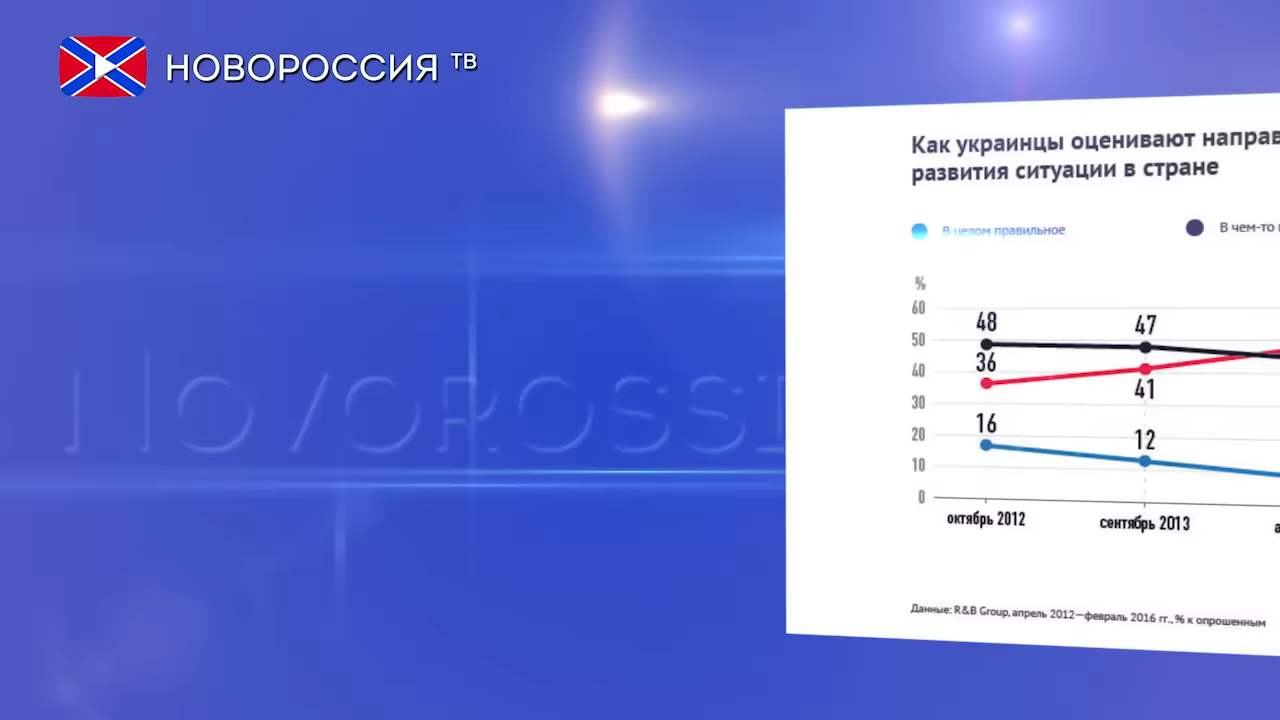 НОВОРОССИЯ ТВ
NOVOROSSI
Как украинцы оценивают
развития ситуации в стране
В целом правильное
В чем-то
%
60
50
40
30
20
10
0
48
47
36
41
16
12
октябрь 2012
сентябрь 2013
Данные: R&B Group, апрель 2012—февраль 2016 гг., % к опрошенным